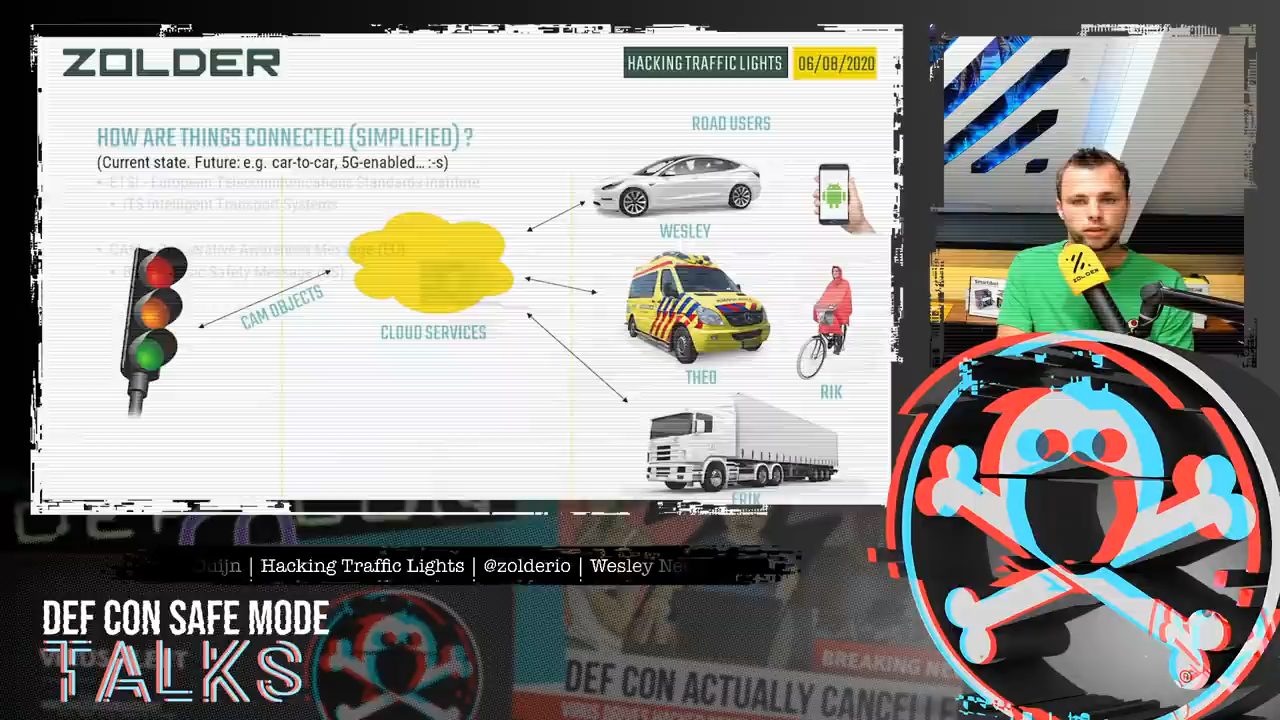 ZOLDER
HACKING TRAFFIC LIGHTS
06/08/2020
HOW ARE THINGS CONNECTED (SIMPLIFIED) ?
(Current state. Future: e.g. car-to-car, 5G-enabled... :-s)
• ETSI - European Telecommunications Standards Institute
• ITS Intelligent Transport Systems
ROAD USERS
WESLEY
CAM OBJECTS
CLOUD SERVICES
THEO
RIK
ERIK
ZOLDER
| Hacking Traffic Lights | @zolderio | Wesley
DEF CON SAFE MODE
TALKS
BREAKING
DEF CON ACTUALLY